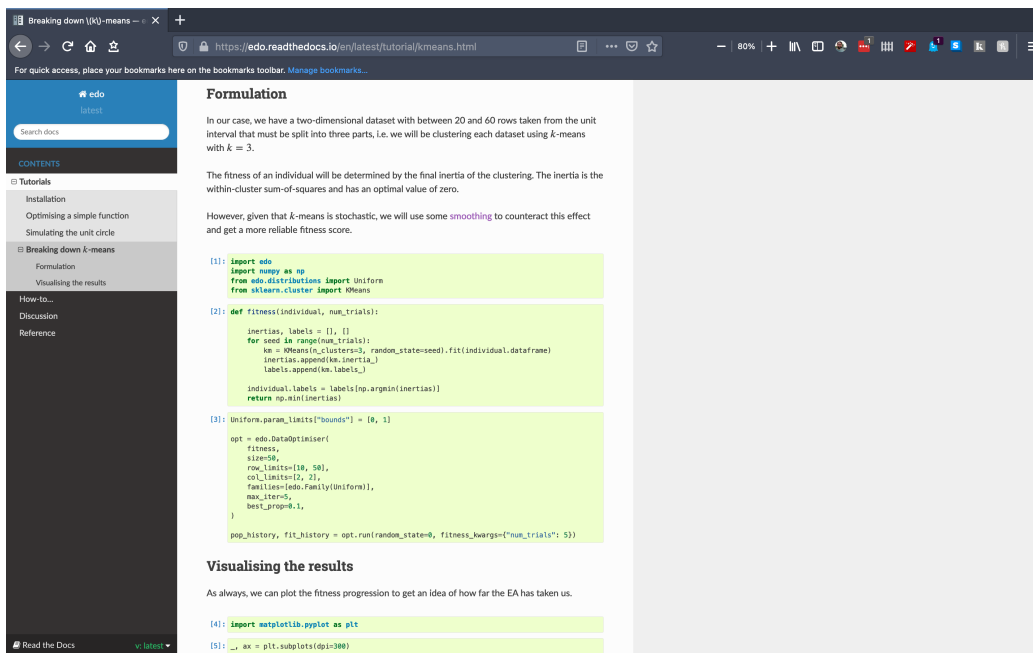 Breaking down \(k\)-means — e
https://edo.readthedocs.io/en/latest/tutorial/kmeans.html
80%
1
1
For quick access, place your bookmarks here on the bookmarks toolbar. Manage bookmarks...
edo
latest
Search docs
CONTENTS
Tutorials
Installation
Optimising a simple function
Simulating the unit circle
Breaking down k-means
Formulation
Visualising the results
How-to...
Discussion
Reference
Read the Docs
v: latest
Formulation
In our case, we have a two-dimensional dataset with between 20 and 60 rows taken from the unit
interval that must be split into three parts, i.e. we will be clustering each dataset using k-means
with k = 3.
The fitness of an individual will be determined by the final inertia of the clustering. The inertia is the
within-cluster sum-of-squares and has an optimal value of zero.
However, given that k-means is stochastic, we will use some smoothing to counteract this effect
and get a more reliable fitness score.
[1]: import edo
import numpy as np
from edo.distributions import Uniform
from sklearn.cluster import KMeans
[2]: def fitness(individual, num_trials):
inertias, labels = [], []
for seed in range(num_trials):
km = KMeans(n_clusters=3, random_state=seed).fit(individual.dataframe)
inertias.append(km.inertia_)
labels.append(km.labels_)
individual.labels = labels[np.argmin(inertias)]
return np.min(inertias)
[3]: Uniform.param_limits["bounds"] = [0, 1]
opt = edo.DataOptimiser(
fitness,
size=50,
row_limits=[10, 50],
col_limits=[2, 2],
families=[edo.Family(Uniform)],
max_iter=5,
best_prop=0.1,
)
pop_history, fit_history = opt.run(random_state=0, fitness_kwargs={"num_trials": 5})
Visualising the results
As always, we can plot the fitness progression to get an idea of how far the EA has taken us.
[4]: import matplotlib.pyplot as plt
[5]: _, ax = plt.subplots(dpi=300)